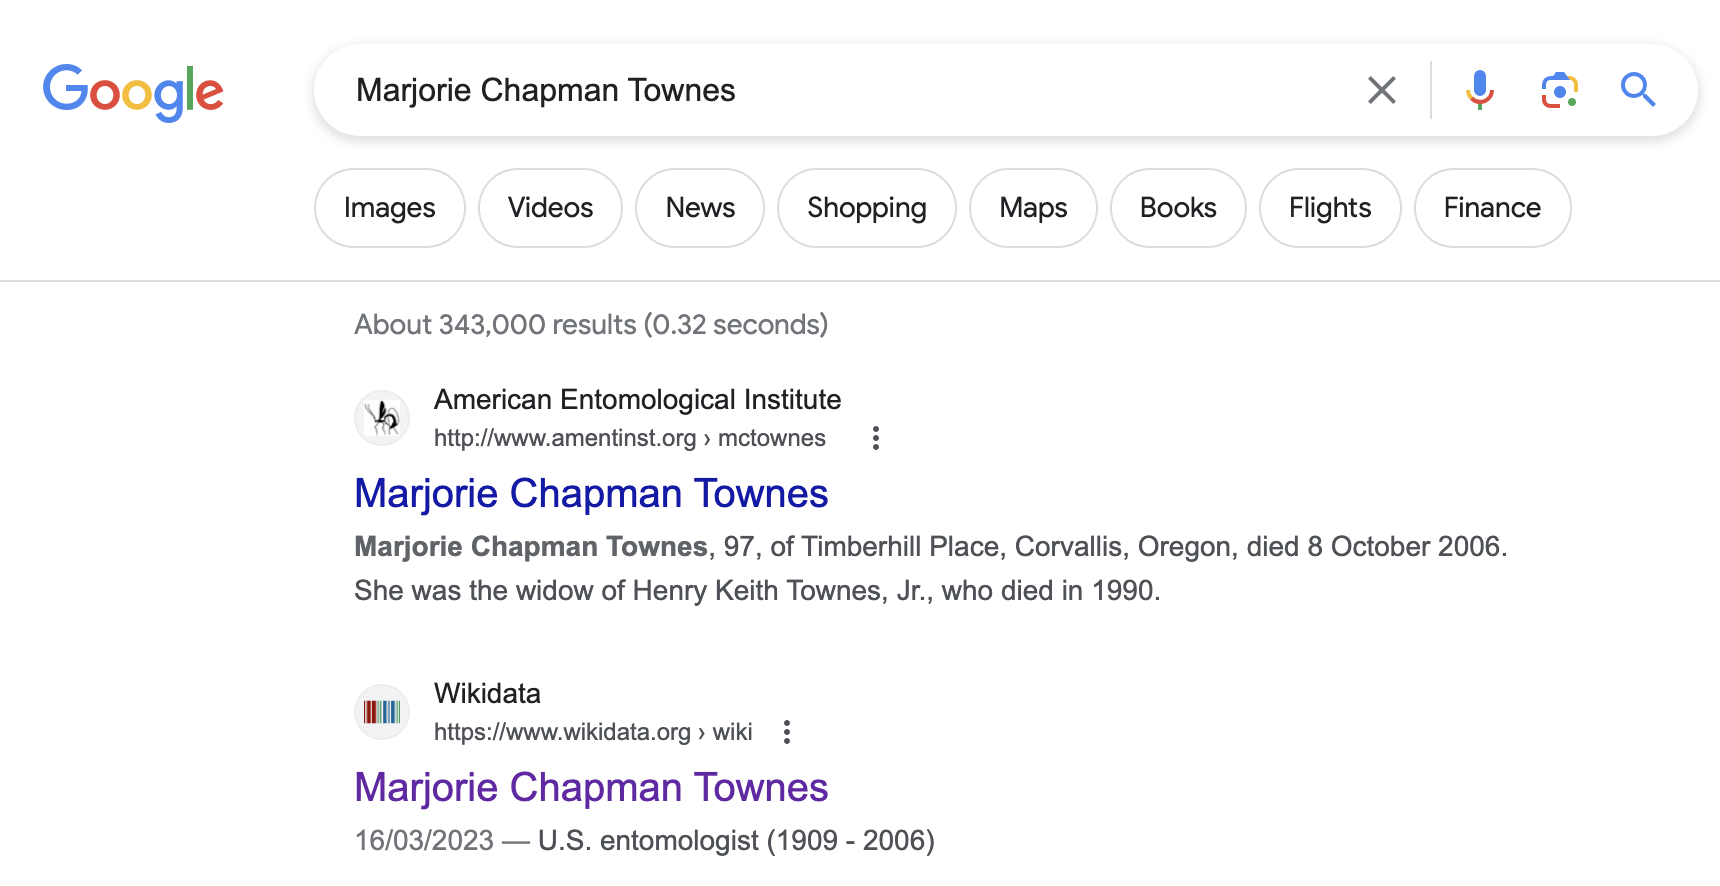 Google
Marjorie Chapman Townes
Images Videos News Shopping Maps Books Flights Finance
About 343,000 results (0.32 seconds)
American Entomological Institute
http://www.amentinst.org › mctownes
Marjorie Chapman Townes
Marjorie Chapman Townes, 97, of Timberhill Place, Corvallis, Oregon, died 8 October 2006.
She was the widow of Henry Keith Townes, Jr., who died in 1990.
Wikidata
https://www.wikidata.org › wiki
Marjorie Chapman Townes
16/03/2023 — U.S. entomologist (1909 - 2006)